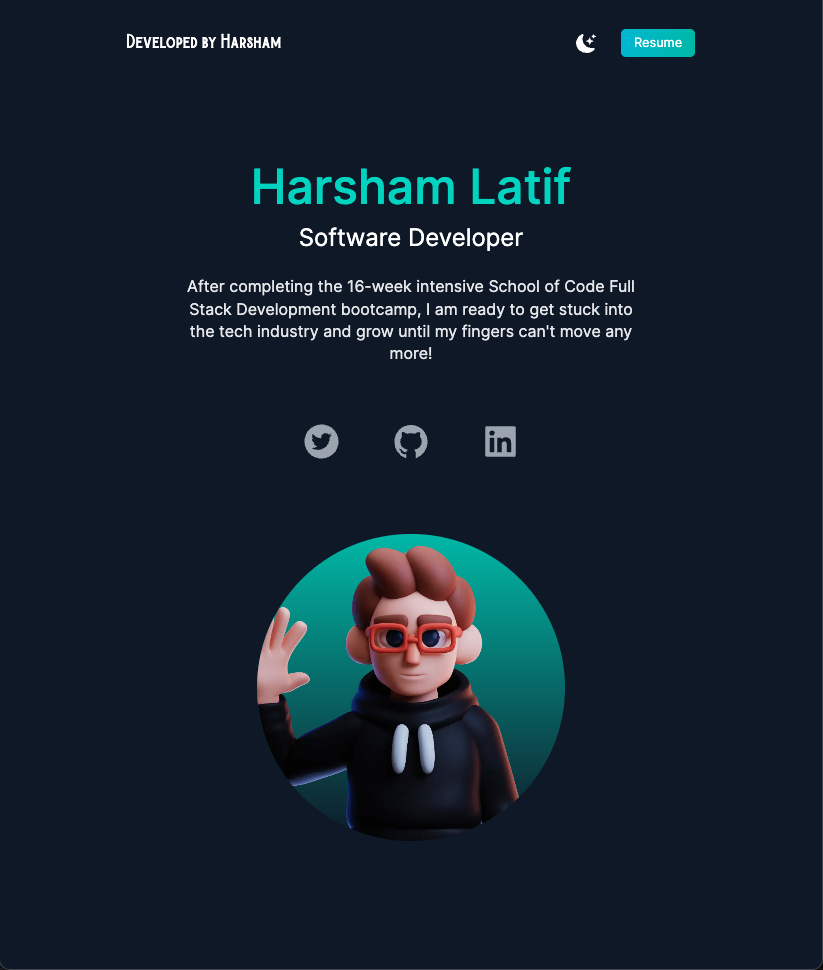 Developed by Harsham
Resume
Harsham Latif
Software Developer
After completing the 16-week intensive School of Code Full
Stack Development bootcamp, I am ready to get stuck into
the tech industry and grow until my fingers can't move any
more!
in